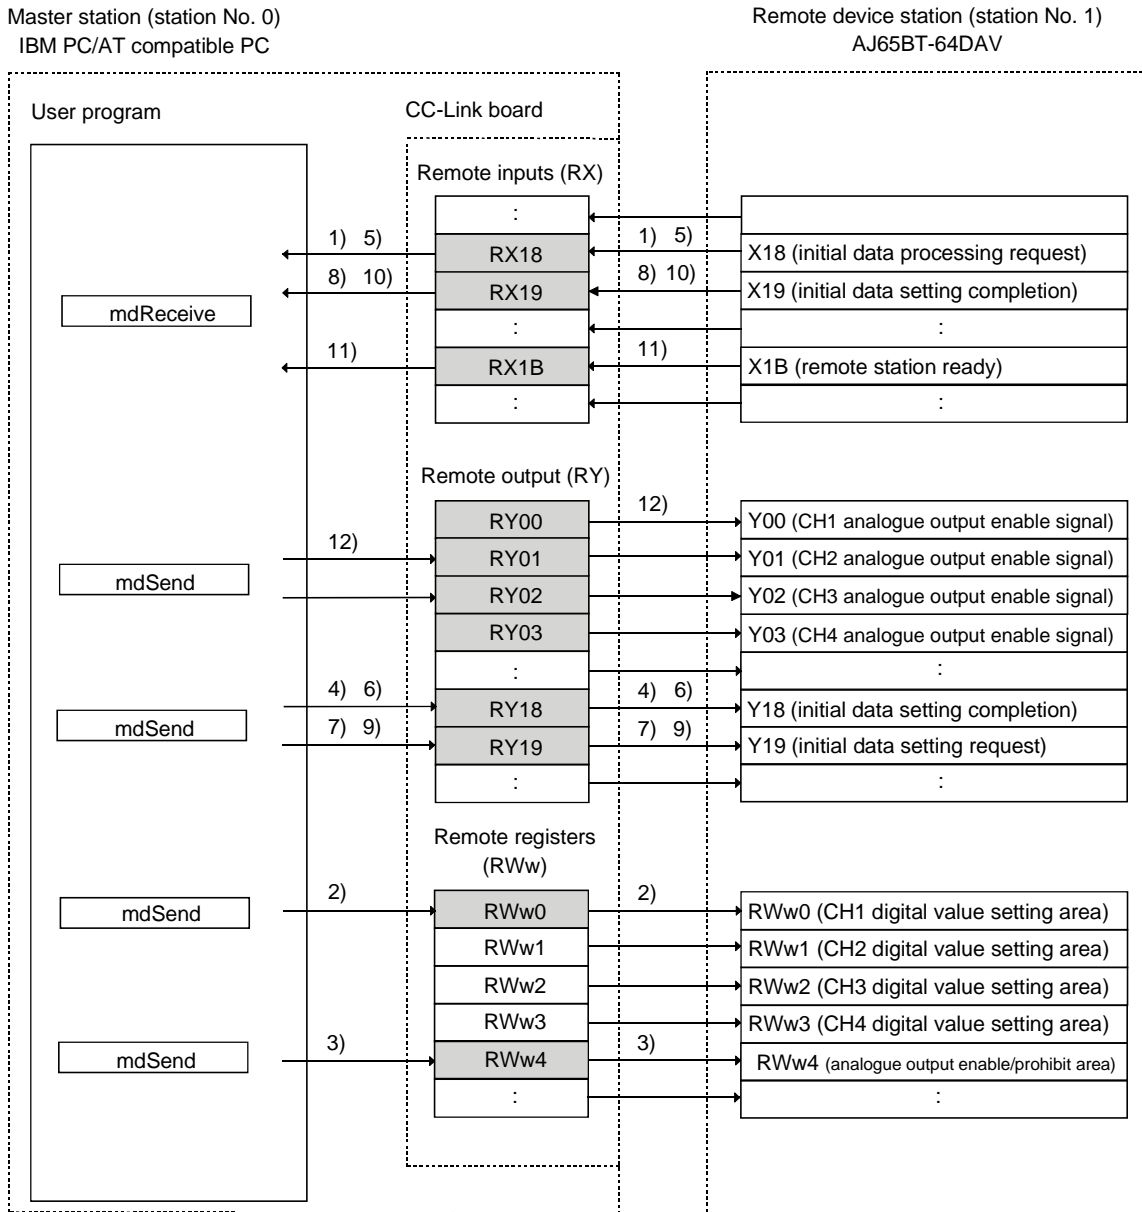 Master station (station No. 0)
IBM PC/AT compatible PC
Remote device station (station No. 1)
AJ65BT-64DAV
User program
CC-Link board
Remote inputs (RX)
:
1) 5)
RX18
1) 5)
X18 (initial data processing request)
8) 10)
RX19
8) 10)
X19 (initial data setting completion)
mdReceive
:
:
11)
RX1B
11)
X1B (remote station ready)
:
:
Remote output (RY)
RY00
12)
Y00 (CH1 analogue output enable signal)
12)
RY01
Y01 (CH2 analogue output enable signal)
mdSend
RY02
Y02 (CH3 analogue output enable signal)
RY03
Y03 (CH4 analogue output enable signal)
:
:
4) 6)
RY18
4) 6)
Y18 (initial data setting completion)
mdSend
7) 9)
RY19
7) 9)
Y19 (initial data setting request)
:
:
Remote registers
(RWw)
mdSend
2)
RWw0
2)
RWw0 (CH1 digital value setting area)
RWw1
RWw1 (CH2 digital value setting area)
RWw2
RWw2 (CH3 digital value setting area)
RWw3
RWw3 (CH4 digital value setting area)
mdSend
3)
RWw4
3)
RWw4 (analogue output enable/prohibit area)
:
: